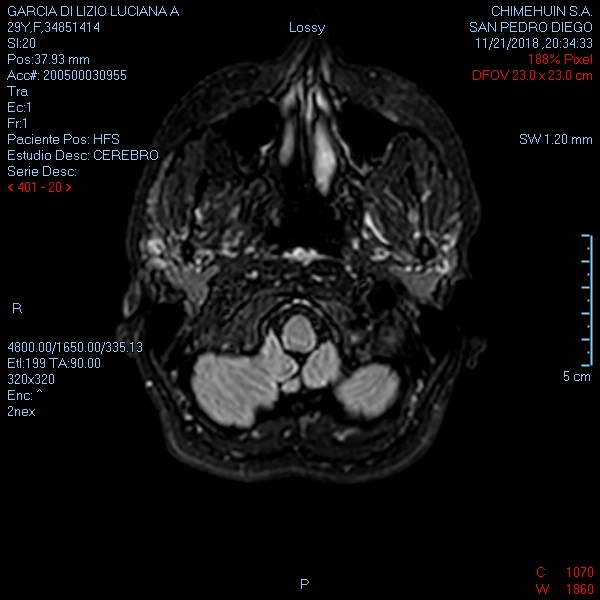 GARCIA DI LIZIO LUCIANA A
29Y,F,34851414
Sl:20
Pos:37.93 mm
Acc#: 200500030955
Tra
Ec:1
Fr:1
Paciente Pos: HFS
Estudio Desc: CEREBRO
Serie Desc:
< 401 - 20 >
Lossy
CHIMEHUIN S.A.
SAN PEDRO DIEGO
11/21/2018 ,20:34:33
188% Pixel
DFOV 23.0 x 23.0 cm
SW 1.20 mm
R
4800.00/1650.00/335.13
Etl:199 TA:90.00
320x320
Enc: ^
2nex
5 cm
P
C 1070
W 1860